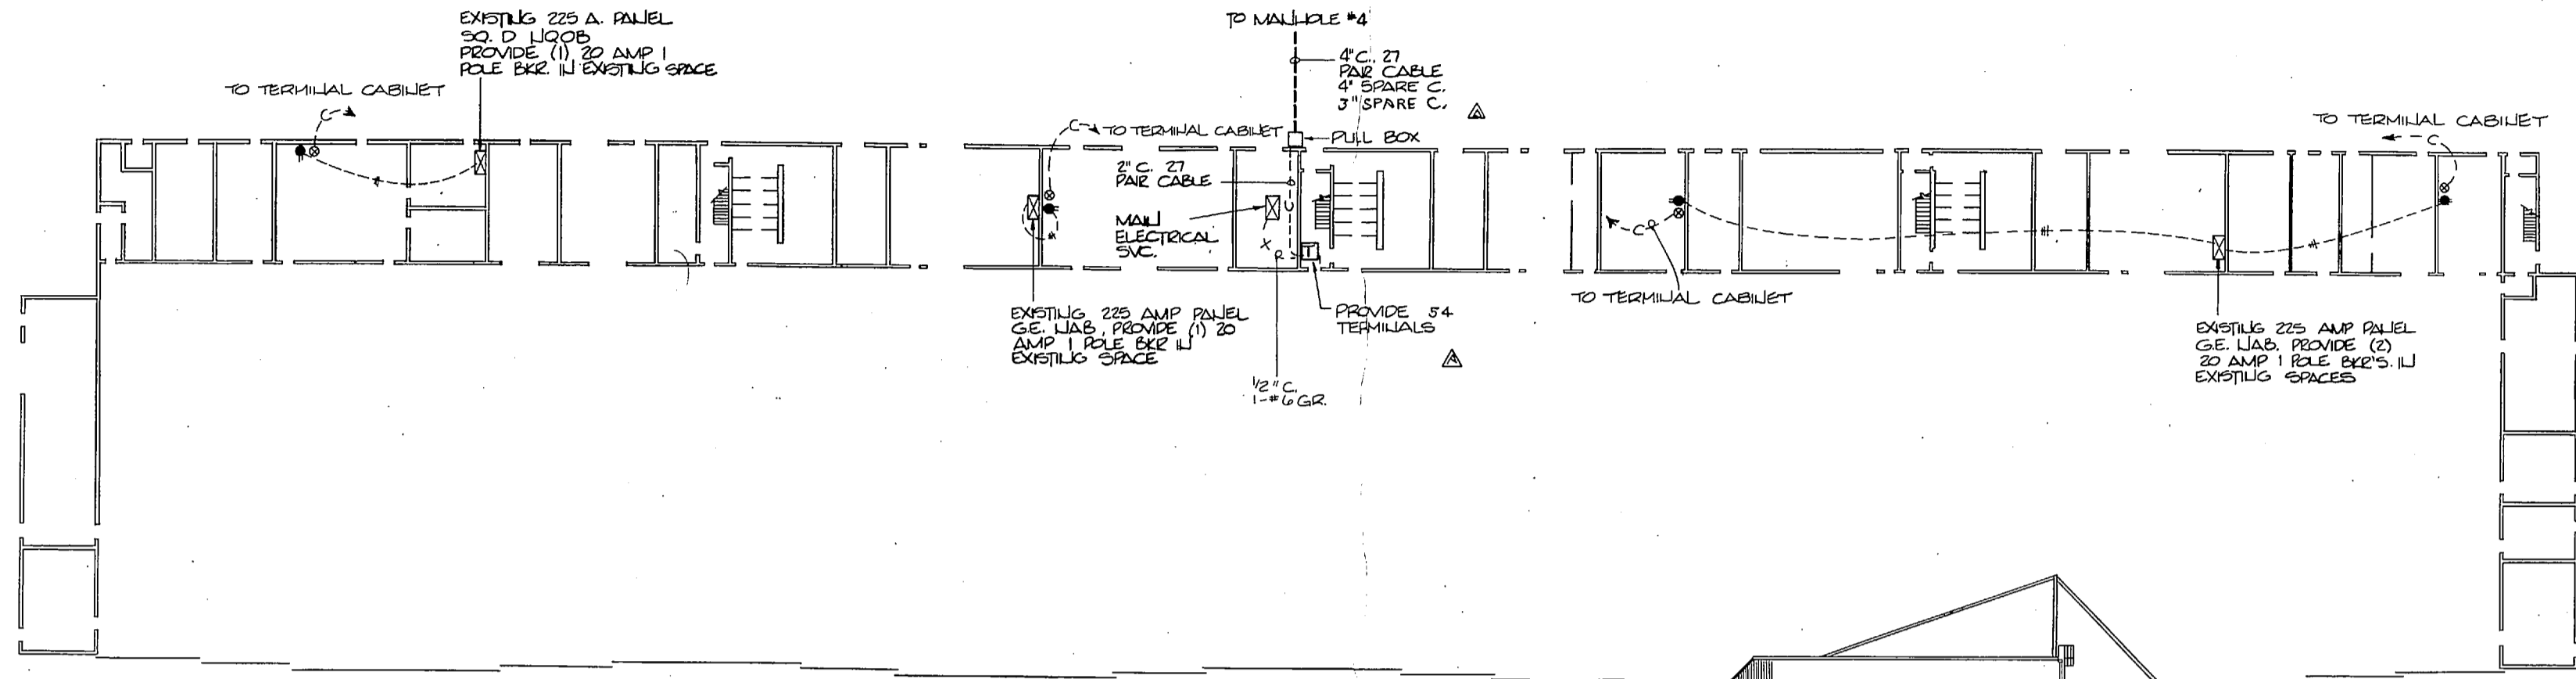 EXISTING 225 A. PANEL
SQ. D NQOB
PROVIDE (1) 20 AMP 1
POLE BKR. IN EXISTING SPACE
TO TERMINAL CABINET
C
TO MANHOLE #4
4" C. 27
PAIR CABLE
4" SPARE C.
3" SPARE C.
PULL BOX
C
TO TERMINAL CABINET
2" C. 27
PAIR CABLE
MAIN
ELECTRICAL
SVC.
C
X
R
T
EXISTING 225 AMP PANEL
G.E. NAB, PROVIDE (1) 20
AMP 1 POLE BKR IN
EXISTING SPACE
PROVIDE 54
TERMINALS
1/2" C.
1-#6 GR.
C
TO TERMINAL CABINET
TO TERMINAL CABINET
C
EXISTING 225 AMP PANEL
G.E. NAB. PROVIDE (2)
20 AMP 1 POLE BKR'S. IN
EXISTING SPACES